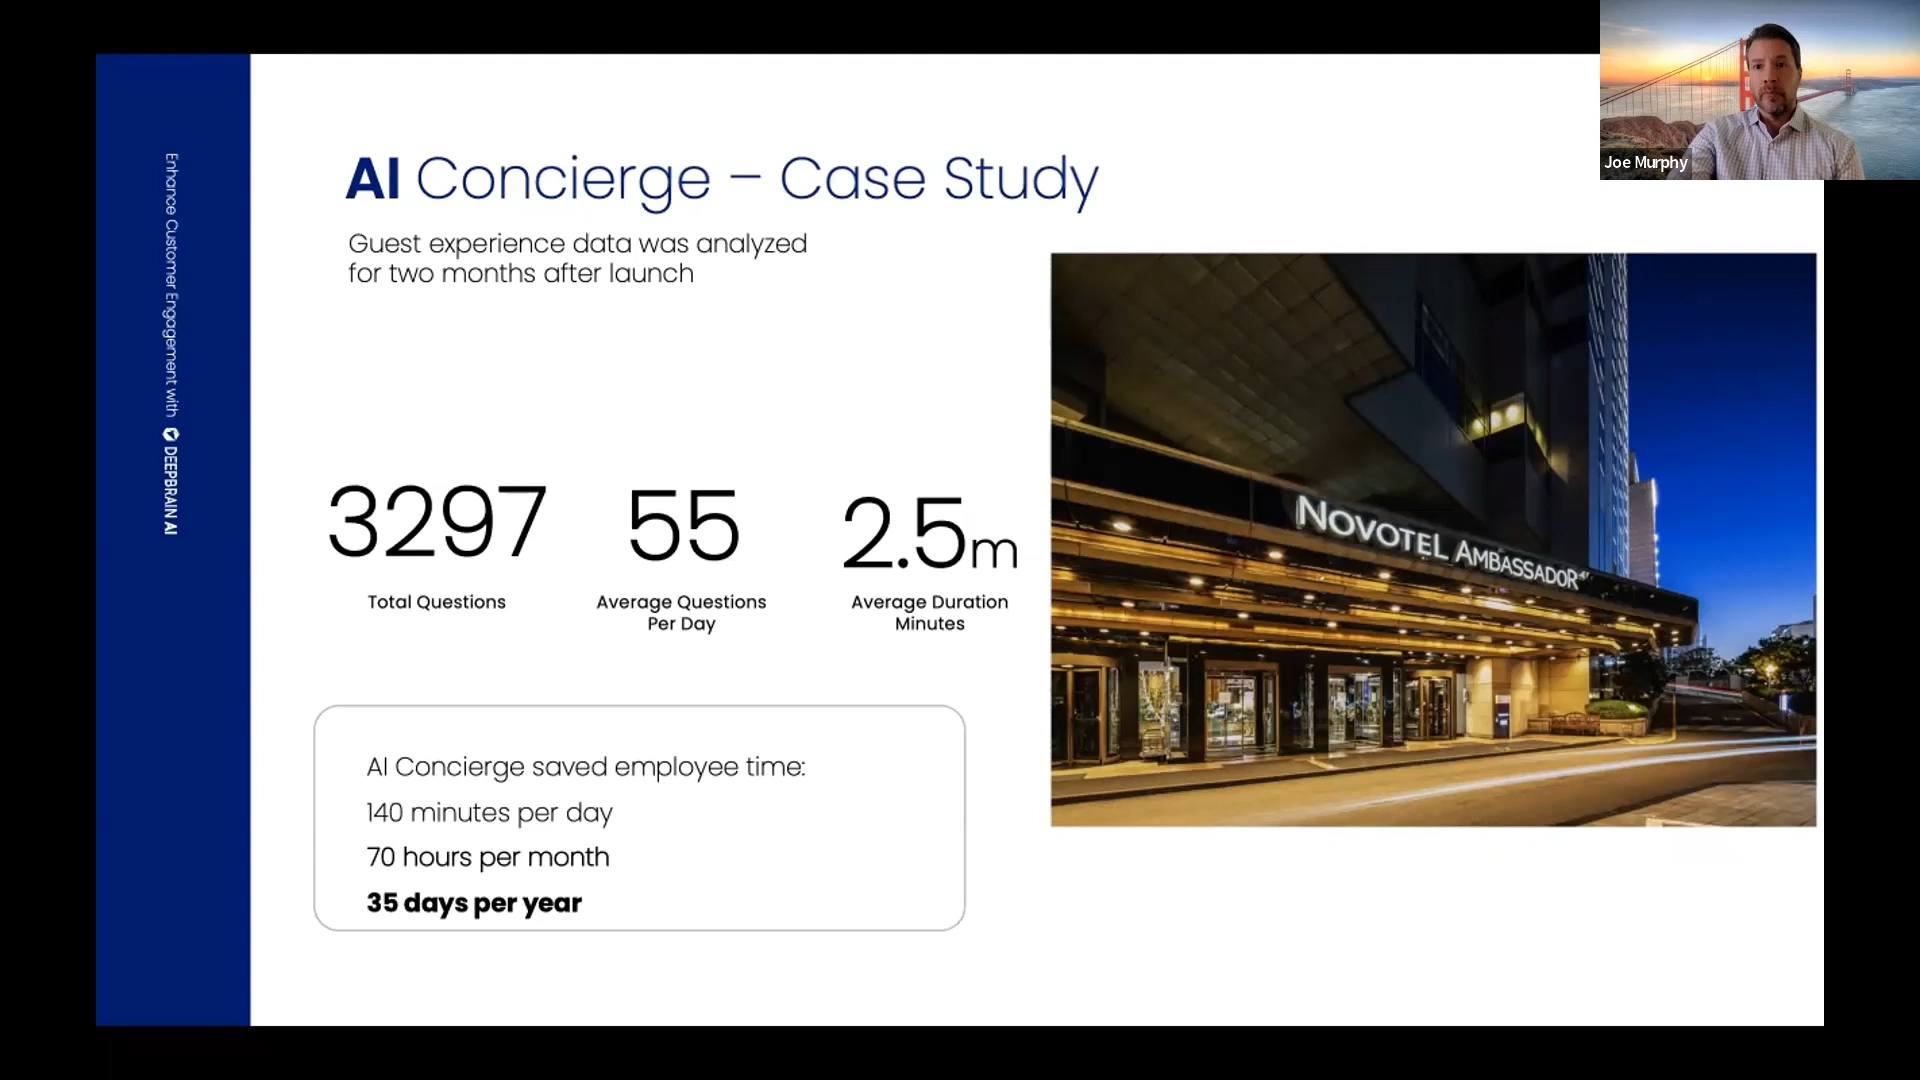 AI Concierge – Case Study
Guest experience data was analyzed
for two months after launch
3297
Total Questions
55
Average Questions
Per Day
2.5m
Average Duration
Minutes
AI Concierge saved employee time:
140 minutes per day
70 hours per month
35 days per year
Enhance Customer Engagement with DEEPBRAIN AI
NOVOTEL AMBASSADOR
Joe Murphy